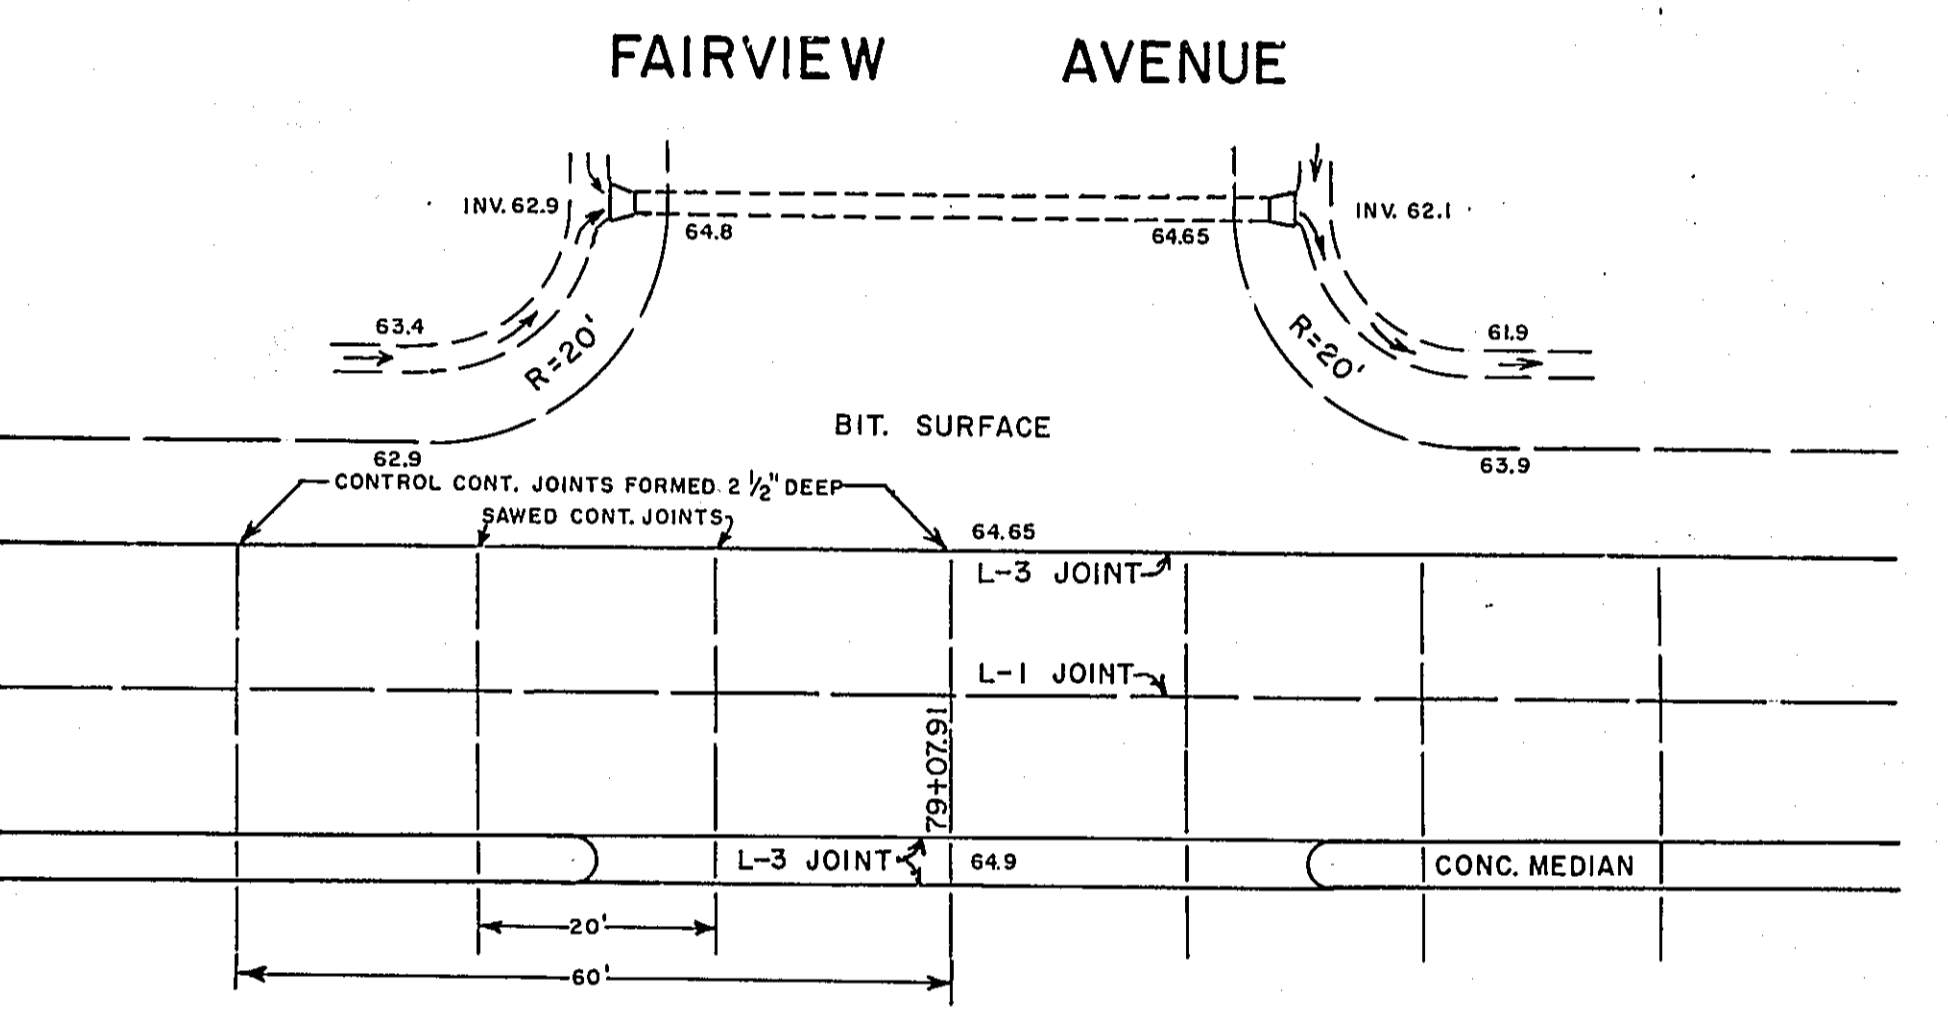 FAIRVIEW AVENUE
INV. 62.9
INV. 62.1
64.8
64.65
63.4
61.9
R=20'
R=20'
BIT. SURFACE
62.9
63.9
CONTROL CONT. JOINTS FORMED 2 1/2" DEEP
SAWED CONT. JOINTS
64.65
L-3 JOINT
L-1 JOINT
79+07.91
L-3 JOINT
64.9
CONC. MEDIAN
20'
60'